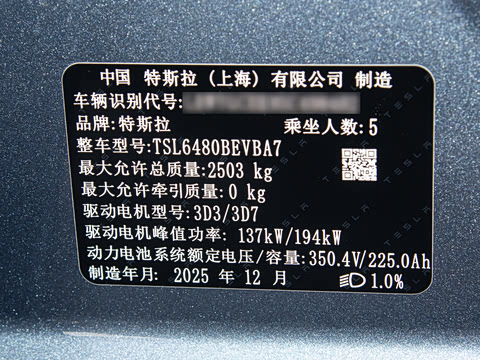 中国 特斯拉(上海)有限公司 制造
车辆识别代号:
品牌:特斯拉 乘坐人数:5
整车型号:TSL6480BEVBA7
最大允许总质量:2503 kg
最大允许牵引质量:0 kg
驱动电机型号:3D3/3D7
驱动电机峰值功率: 137kW/194kW
动力电池系统额定电压/容量:350.4V/225.0Ah
制造年月: 2025 年 12 月 1.0%